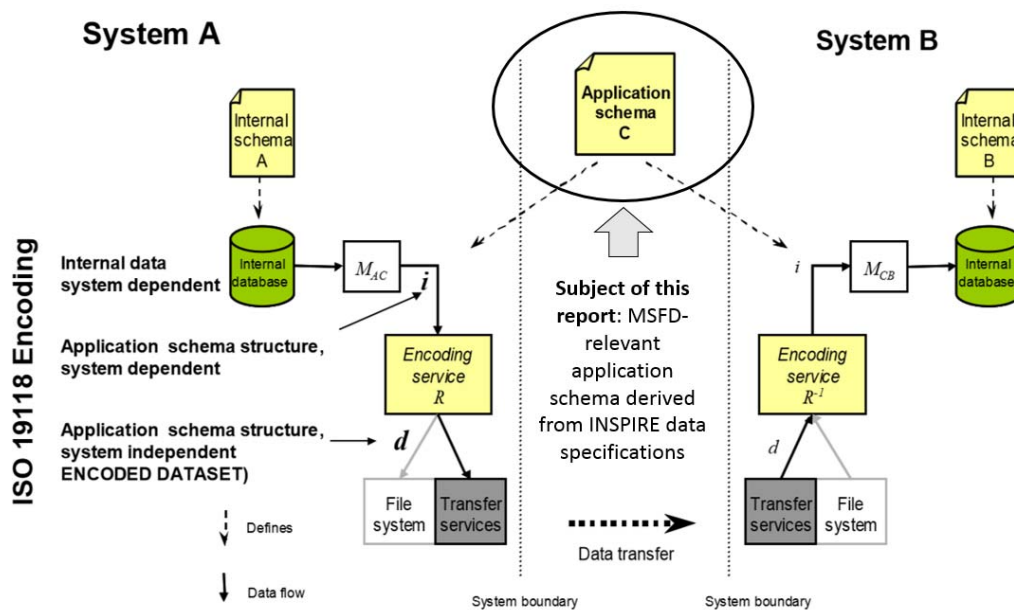 System A
System B
Application
schema
C
Internal
schema
A
Internal
schema
B
ISO 19118 Encoding
Internal data
system dependent
Internal
database
M_AC
i
Subject of this
report: MSFD-
relevant
application
schema derived
from INSPIRE data
specifications
i
M_CB
Internal
database
Application schema structure,
system dependent
Encoding
service
R
Encoding
service
R^-1
Application schema structure,
system independent
ENCODED DATASET)
d
d
File
system
Transfer
services
Data transfer
Transfer
services
File
system
Defines
Data flow
System boundary
System boundary